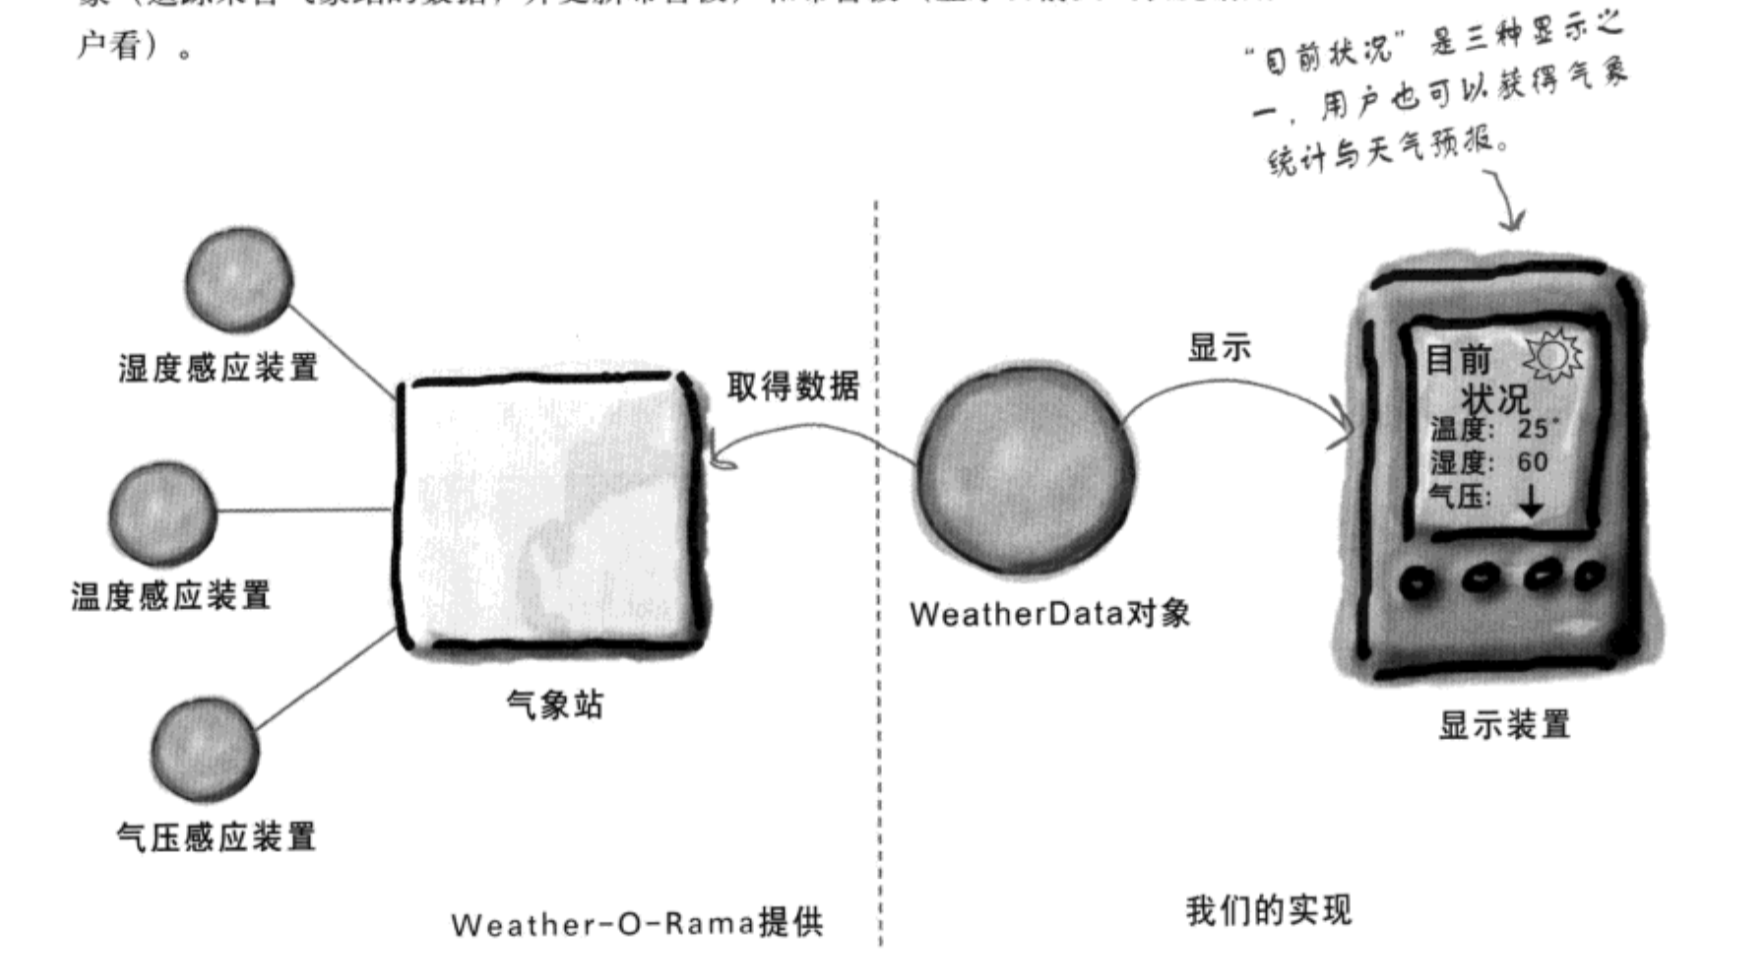 户看）。
“目前状况”是三种显示之
一，用户也可以获得气象
统计与天气预报。
湿度感应装置
温度感应装置
气压感应装置
气象站
取得数据
WeatherData对象
显示
目前
状况
温度: 25°
湿度: 60
气压:
显示装置
Weather-O-Rama提供
我们的实现